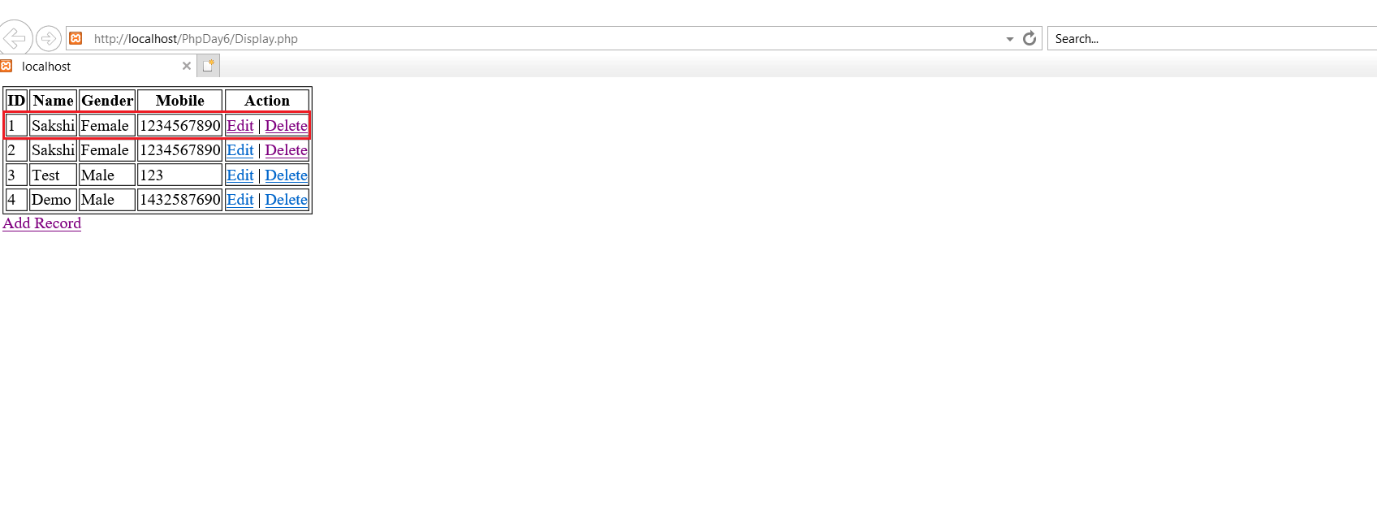 http://localhost/PhpDay6/Display.php Search...
localhost
ID Name Gender Mobile Action
1 Sakshi Female 1234567890 Edit | Delete
2 Sakshi Female 1234567890 Edit | Delete
3 Test Male 123 Edit | Delete
4 Demo Male 1432587690 Edit | Delete
Add Record